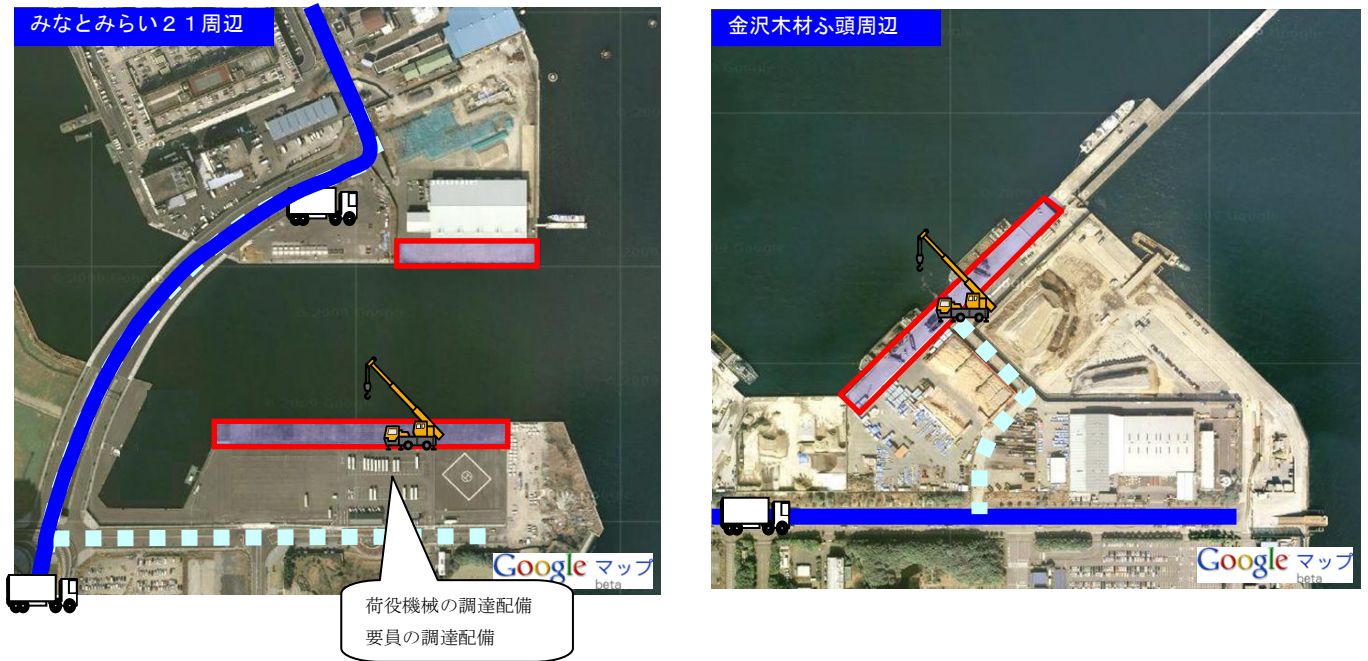 みなとみらい２１周辺
Google マップ
beta
荷役機械の調達配備
要員の調達配備
金沢木材ふ頭周辺
Google マップ
beta